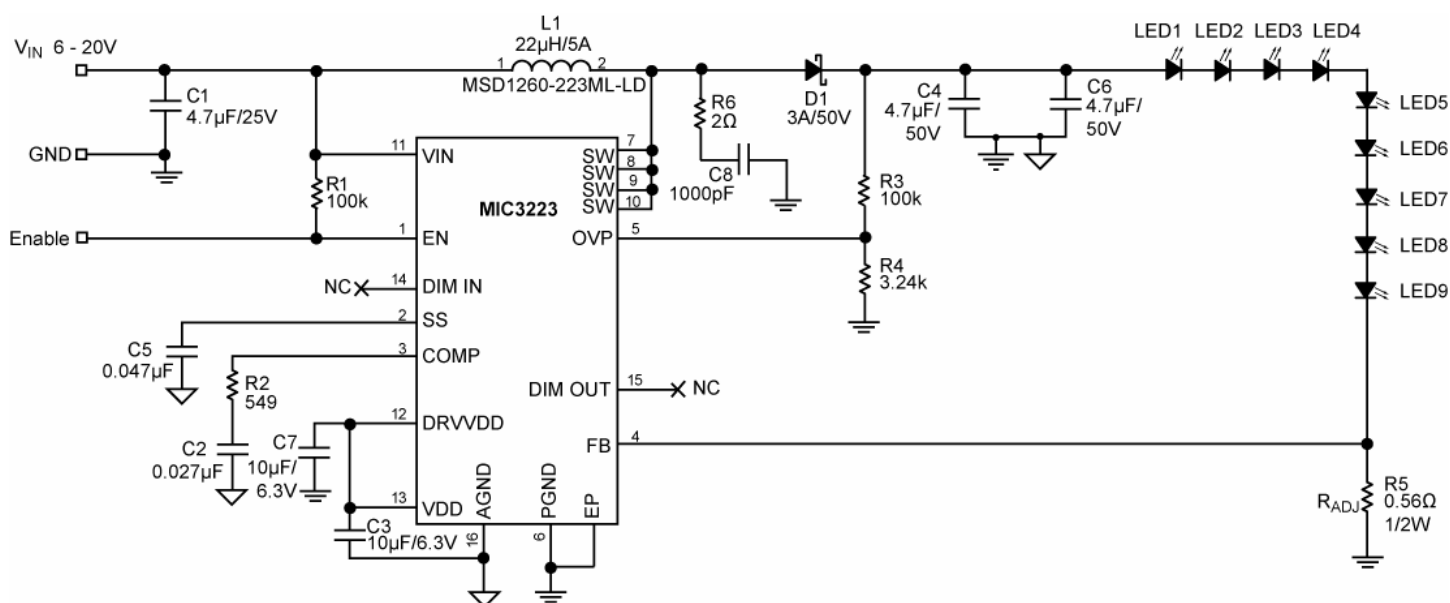 V_IN 6 - 20V
GND
Enable
C1
4.7µF/25V
R1
100k
L1
22µH/5A
1
2
MSD1260-223ML-LD
R6
2Ω
C8
1000pF
D1
3A/50V
C4
4.7µF/
50V
C6
4.7µF/
50V
LED1
LED2
LED3
LED4
LED5
LED6
LED7
LED8
LED9
MIC3223
11
VIN
1
EN
NC
14
DIM IN
2
SS
3
COMP
12
DRVVDD
13
VDD
7
SW
8
SW
9
SW
10
SW
5
OVP
15
DIM OUT
NC
4
FB
AGND
16
PGND
6
EP
R3
100k
R4
3.24k
C5
0.047µF
R2
549
C2
0.027µF
C7
10µF/
6.3V
C3
10µF/6.3V
R_ADJ
R5
0.56Ω
1/2W